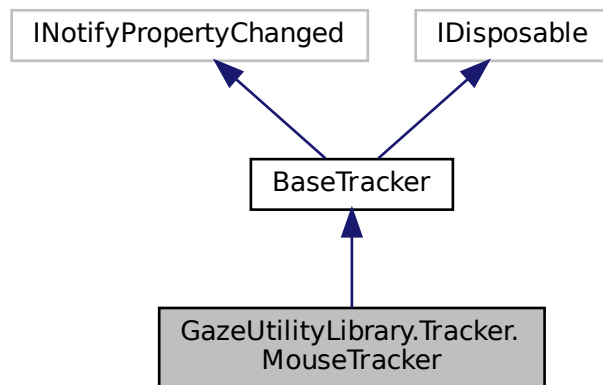 INotifyPropertyChanged
IDisposable
BaseTracker
GazeUtilityLibrary.Tracker.
MouseTracker